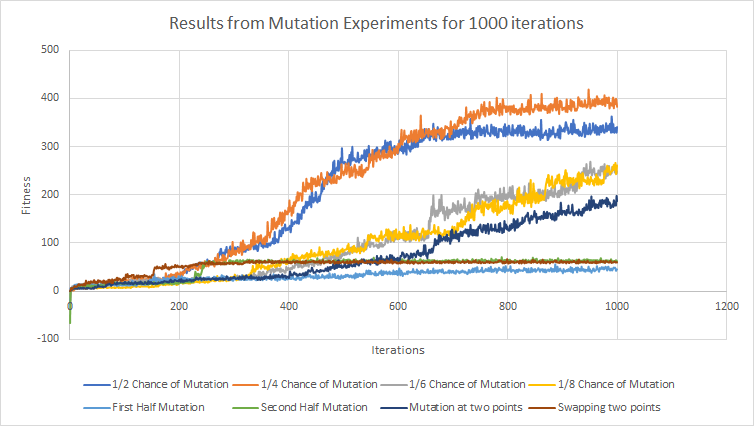 Results from Mutation Experiments for 1000 iterations
500
400
300
200
100
0
-100
Fitness
0 200 400 600 800 1000 1200
Iterations
1/2 Chance of Mutation 1/4 Chance of Mutation 1/6 Chance of Mutation 1/8 Chance of Mutation
First Half Mutation Second Half Mutation Mutation at two points Swapping two points